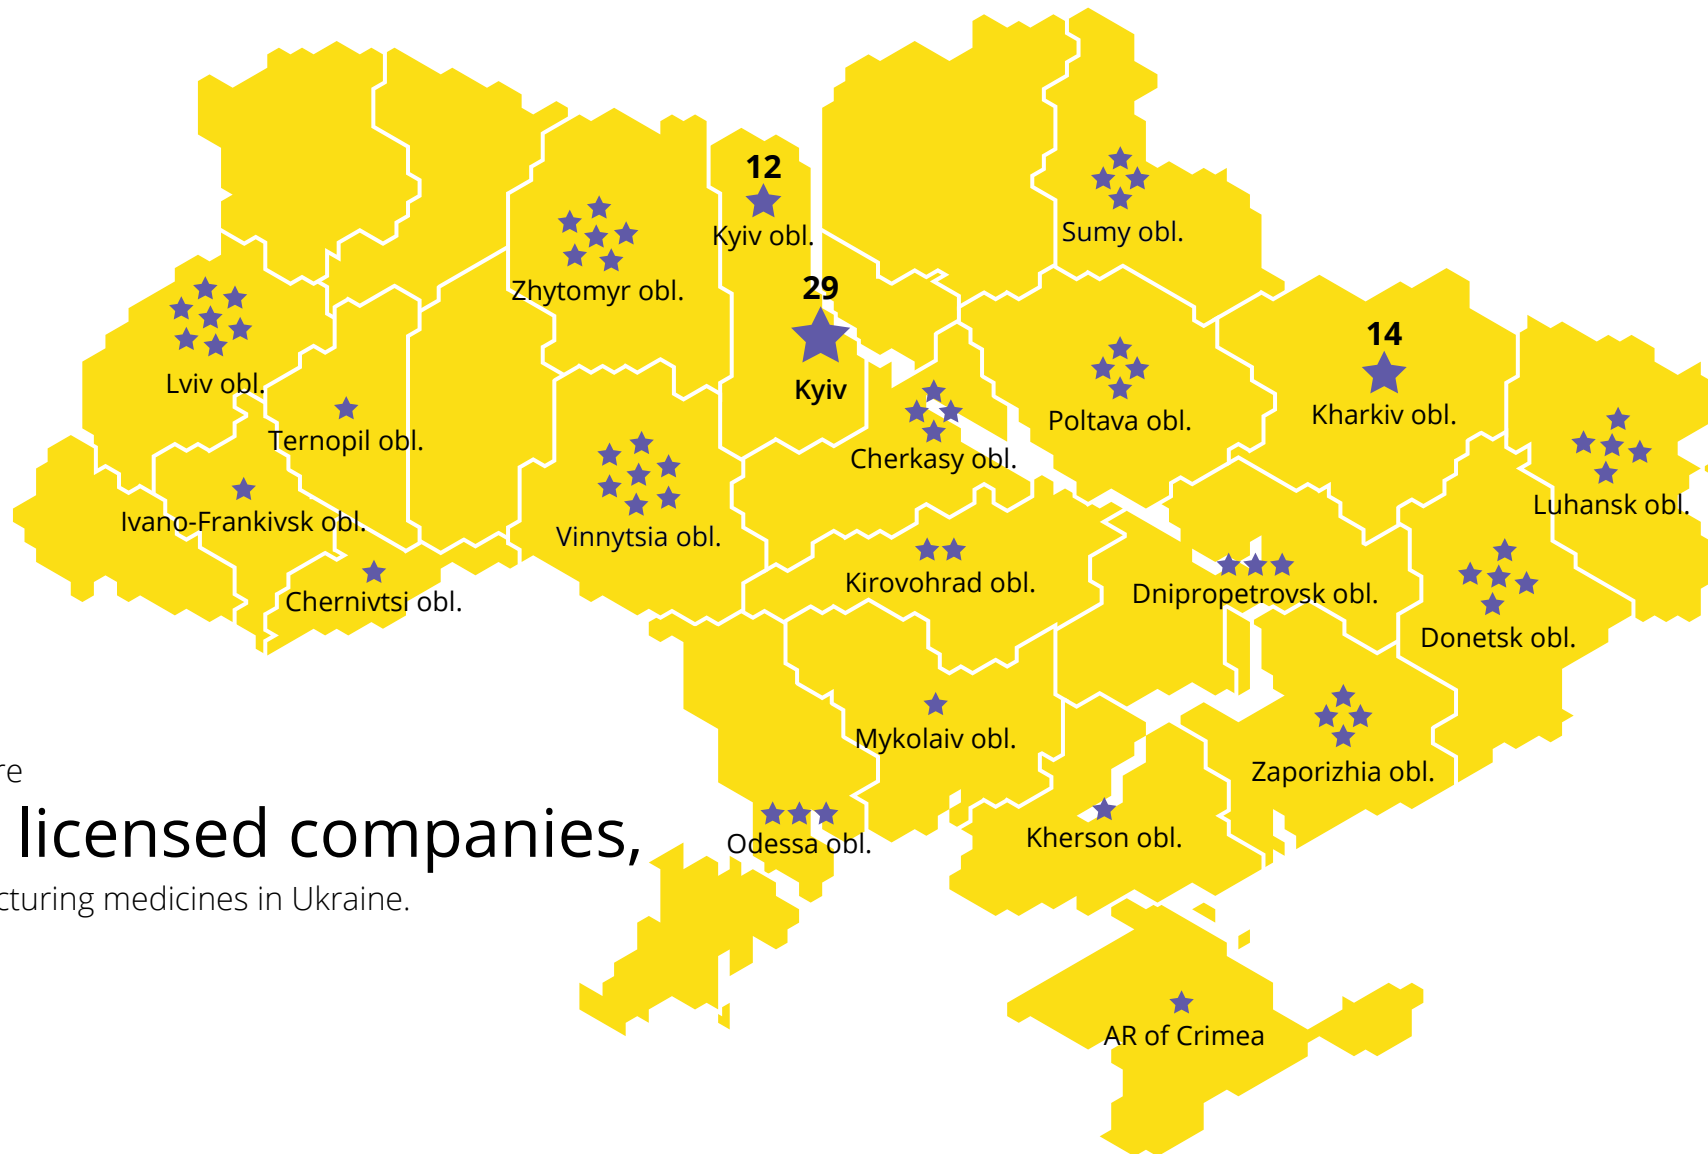 12
Kyiv obl.
Sumy obl.
29
Zhytomyr obl.
14
Lviv obl.
Kyiv
Kharkiv obl.
Poltava obl.
Ternopil obl.
Cherkasy obl.
Luhansk obl.
Ivano-Frankivsk obl.
Vinnytsia obl.
Kirovohrad obl.
Dnipropetrovsk obl.
Chernivtsi obl.
Donetsk obl.
Mykolaiv obl.
Zaporizhia obl.
Kherson obl.
Odessa obl.
licensed companies,
medicines in Ukraine.
AR of Crimea